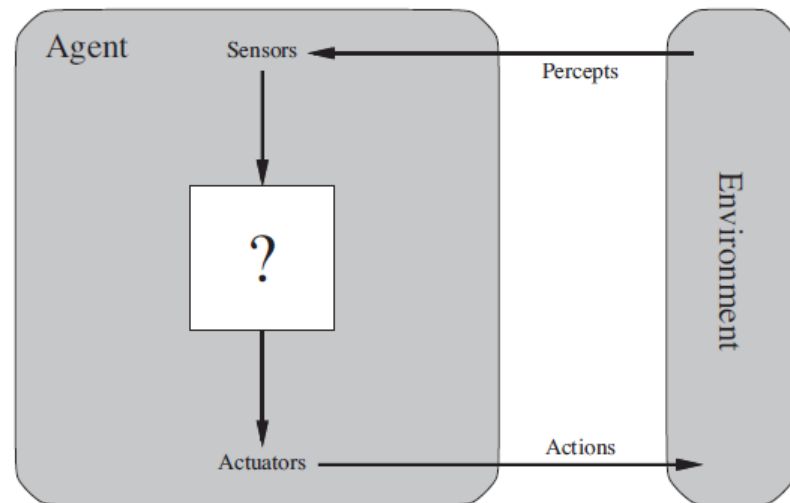 Agent
Sensors
Percepts
?
Environment
Actuators
Actions